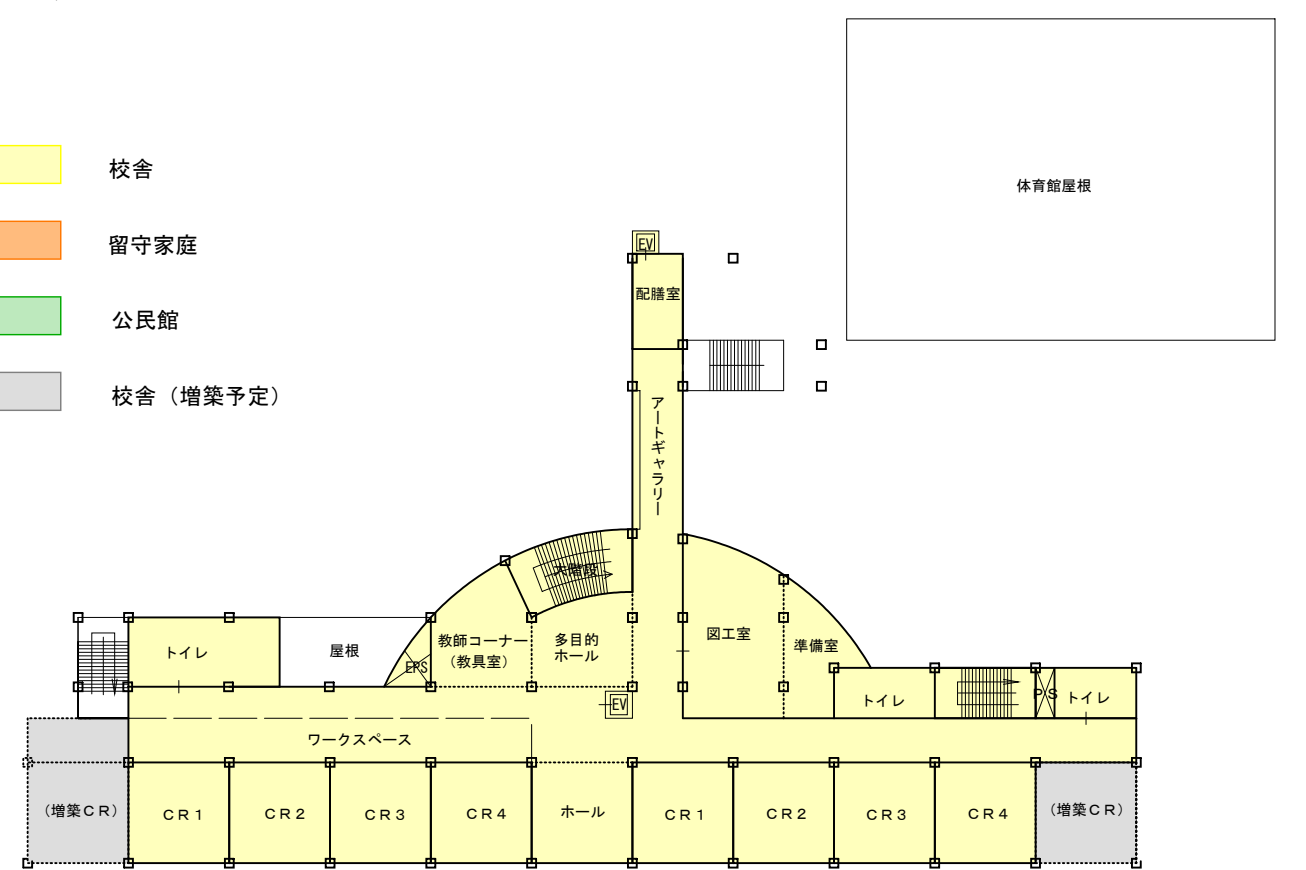 校舎
留守家庭
公民館
校舎（増築予定）
体育館屋根
EV
配膳室
アートギャラリー
大階段
教師コーナー
（教具室）
多目的
ホール
図工室
準備室
トイレ
屋根
EPS
EV
トイレ
PS
トイレ
ワークスペース
（増築ＣＲ）
ＣＲ１
ＣＲ２
ＣＲ３
ＣＲ４
ホール
ＣＲ１
ＣＲ２
ＣＲ３
ＣＲ４
（増築ＣＲ）